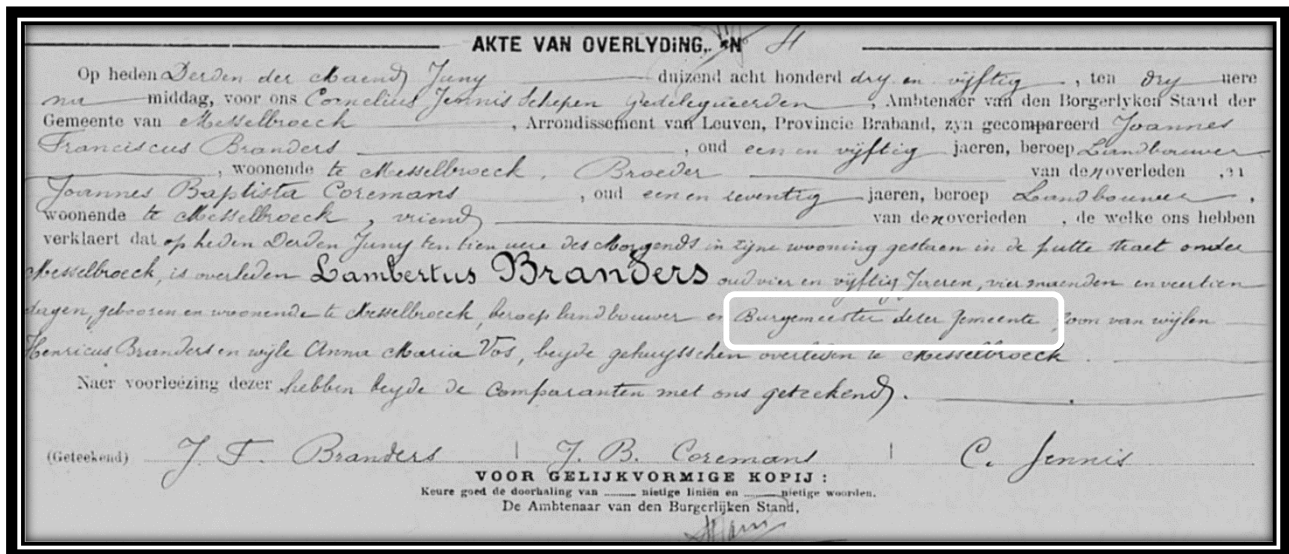 AKTE VAN OVERLYDING, N° 4
Op heden Derden der Maend Juny duizend acht honderd dry en vyftig, ten dry uere
na middag, voor ons Cornelius Jennis Schepen Gedelegueerden, Ambtenaer van den Borgerlyken Stand der
Gemeente van Messelbroeck, Arrondissement van Leuven, Provincie Braband, zyn gecompareerd Joannes
Franciscus Branders, oud een en vyftig jaeren, beroep Landbouwer
, woonende te Messelbroeck, Broeder van den overleden, en
Joannes Baptista Coremans, oud een en seventig jaeren, beroep Landbouwer,
woonende te Messelbroeck, vriend van den overleden, de welke ons hebben
verklaert dat op heden Derden Juny ten tien uere des Morgends in zyne wooning gestaen in de putte straet onder
Messelbroeck, is overleden Lambertus Branders oud vier en vyftig Jaeren, vier maenden en veertien
dagen, gebooren en woonende te Messelbroeck, beroep landbouwer en Burgemeester dezer Gemeente, zoon van wijlen
Henricus Branders en wijle Anna Maria Vos, beyde gehuysschen overleden te Messelbroeck.
Naer voorleezing dezer hebben beyde de comparanten met ons geteekend.
(Geteekend) J. F. Branders | J. B. Coremans | C. Jennis
VOOR GELIJKVORMIGE KOPIJ :
Keure goed de doorhaling van nietige liniën en nietige woorden.
De Ambtenaar van den Burgerlijken Stand,